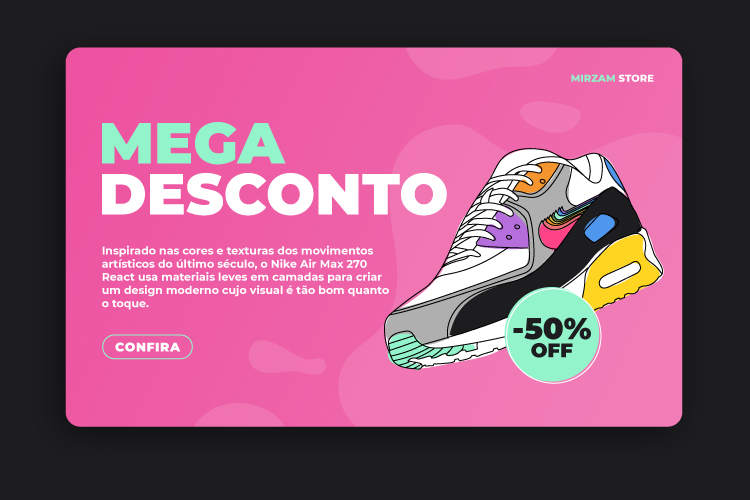 MIRZAM STORE
MEGA
DESCONTO
Inspirado nas cores e texturas dos movimentos
artísticos do último século, o Nike Air Max 270
React usa materiais leves em camadas para criar
um design moderno cujo visual é tão bom quanto
o toque.
CONFIRA
-50%
OFF